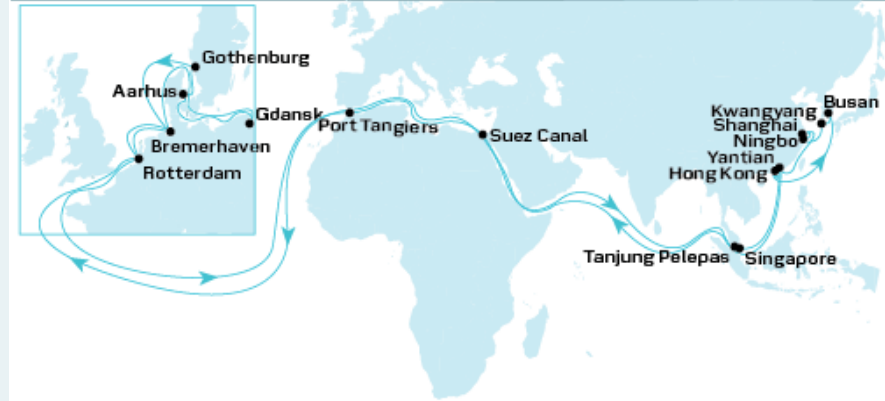 Gothenburg
Aarhus
Gdansk
Bremerhaven
Rotterdam
Port Tangiers
Suez Canal
Kwangyang
Busan
Shanghai
Ningbo
Yantian
Hong Kong
Tanjung Pelepas
Singapore